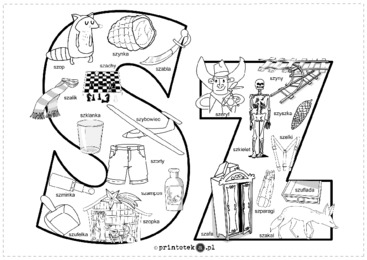 szop
szynka
szabla
szalik
szachy
szklanka
szybowiec
szorty
szminka
szampon
szufelka
szopka
szeryf
szyny
szyszka
szkielet
szelki
szafa
szparagi
szuflada
szakal
© printoteka.pl